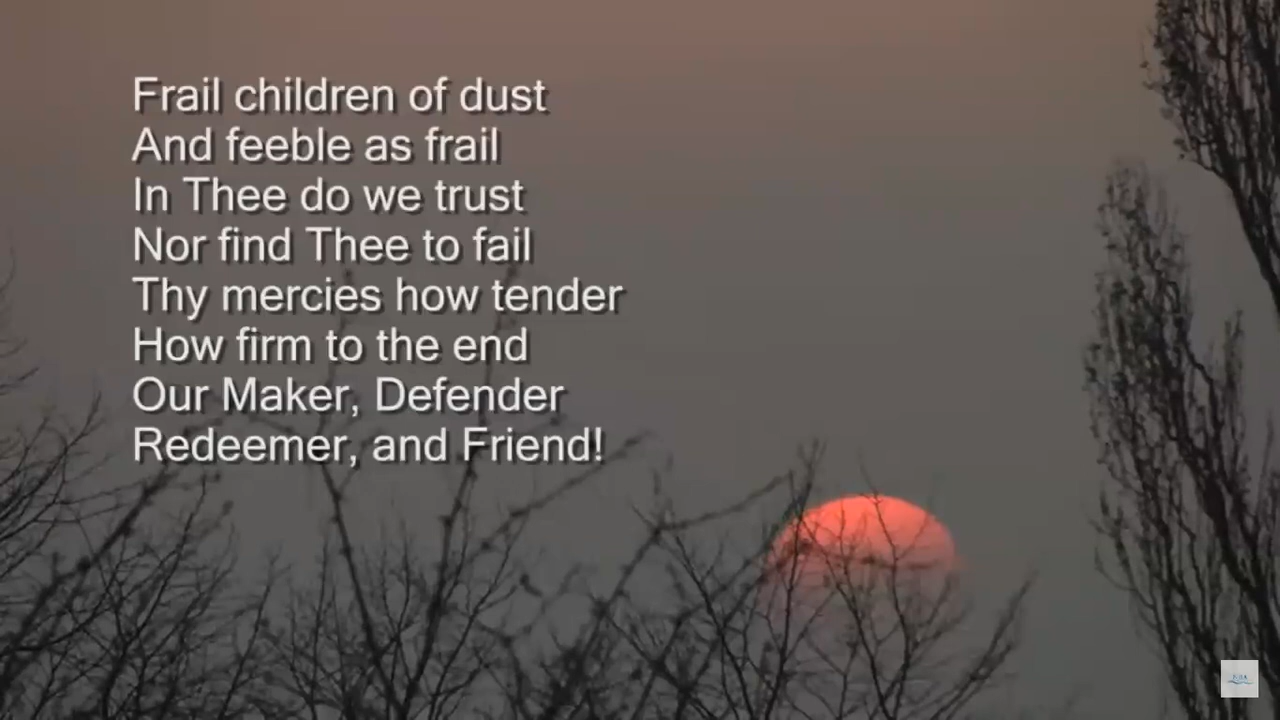 Frail children of dust
And feeble as frail
In Thee do we trust
Nor find Thee to fail
Thy mercies how tender
How firm to the end
Our Maker, Defender
Redeemer, and Friend!